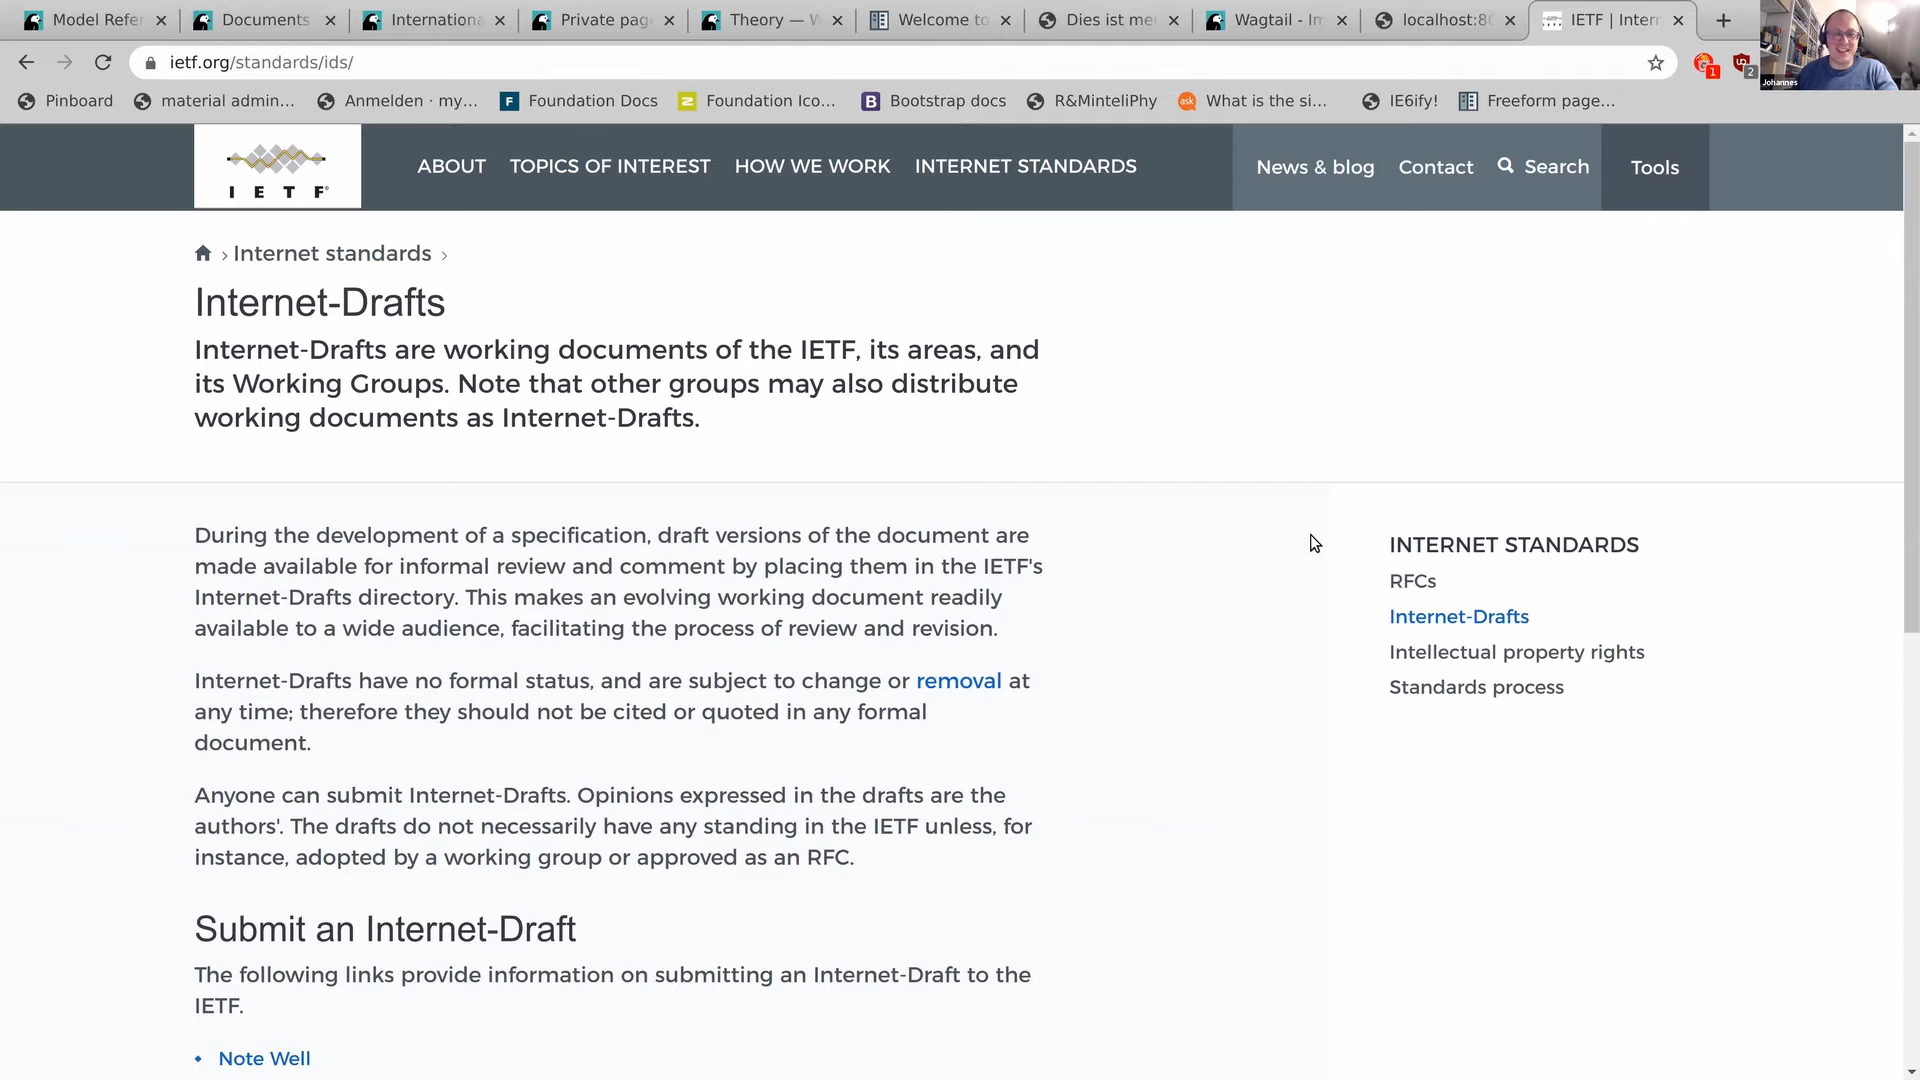 Model Refer
Documents
Internationa
Private pag
Theory — W
Welcome to
Dies ist me
Wagtail - Im
localhost:80
IETF | Inter
ietf.org/standards/ids/
1
2
Johannes
Pinboard
material admin...
Anmelden · my...
F
Foundation Docs
Z
Foundation Ico...
B
Bootstrap docs
R&MinteliPhy
ask
What is the si...
IE6ify!
Freeform page...
IETF®
ABOUT
TOPICS OF INTEREST
HOW WE WORK
INTERNET STANDARDS
News & blog
Contact
Search
Tools
› Internet standards ›
Internet-Drafts
Internet-Drafts are working documents of the IETF, its areas, and
its Working Groups. Note that other groups may also distribute
working documents as Internet-Drafts.
During the development of a specification, draft versions of the document are
made available for informal review and comment by placing them in the IETF's
Internet-Drafts directory. This makes an evolving working document readily
available to a wide audience, facilitating the process of review and revision.
Internet-Drafts have no formal status, and are subject to change or removal at
any time; therefore they should not be cited or quoted in any formal
document.
Anyone can submit Internet-Drafts. Opinions expressed in the drafts are the
authors'. The drafts do not necessarily have any standing in the IETF unless, for
instance, adopted by a working group or approved as an RFC.
Submit an Internet-Draft
The following links provide information on submitting an Internet-Draft to the
IETF.
Note Well
INTERNET STANDARDS
RFCs
Internet-Drafts
Intellectual property rights
Standards process